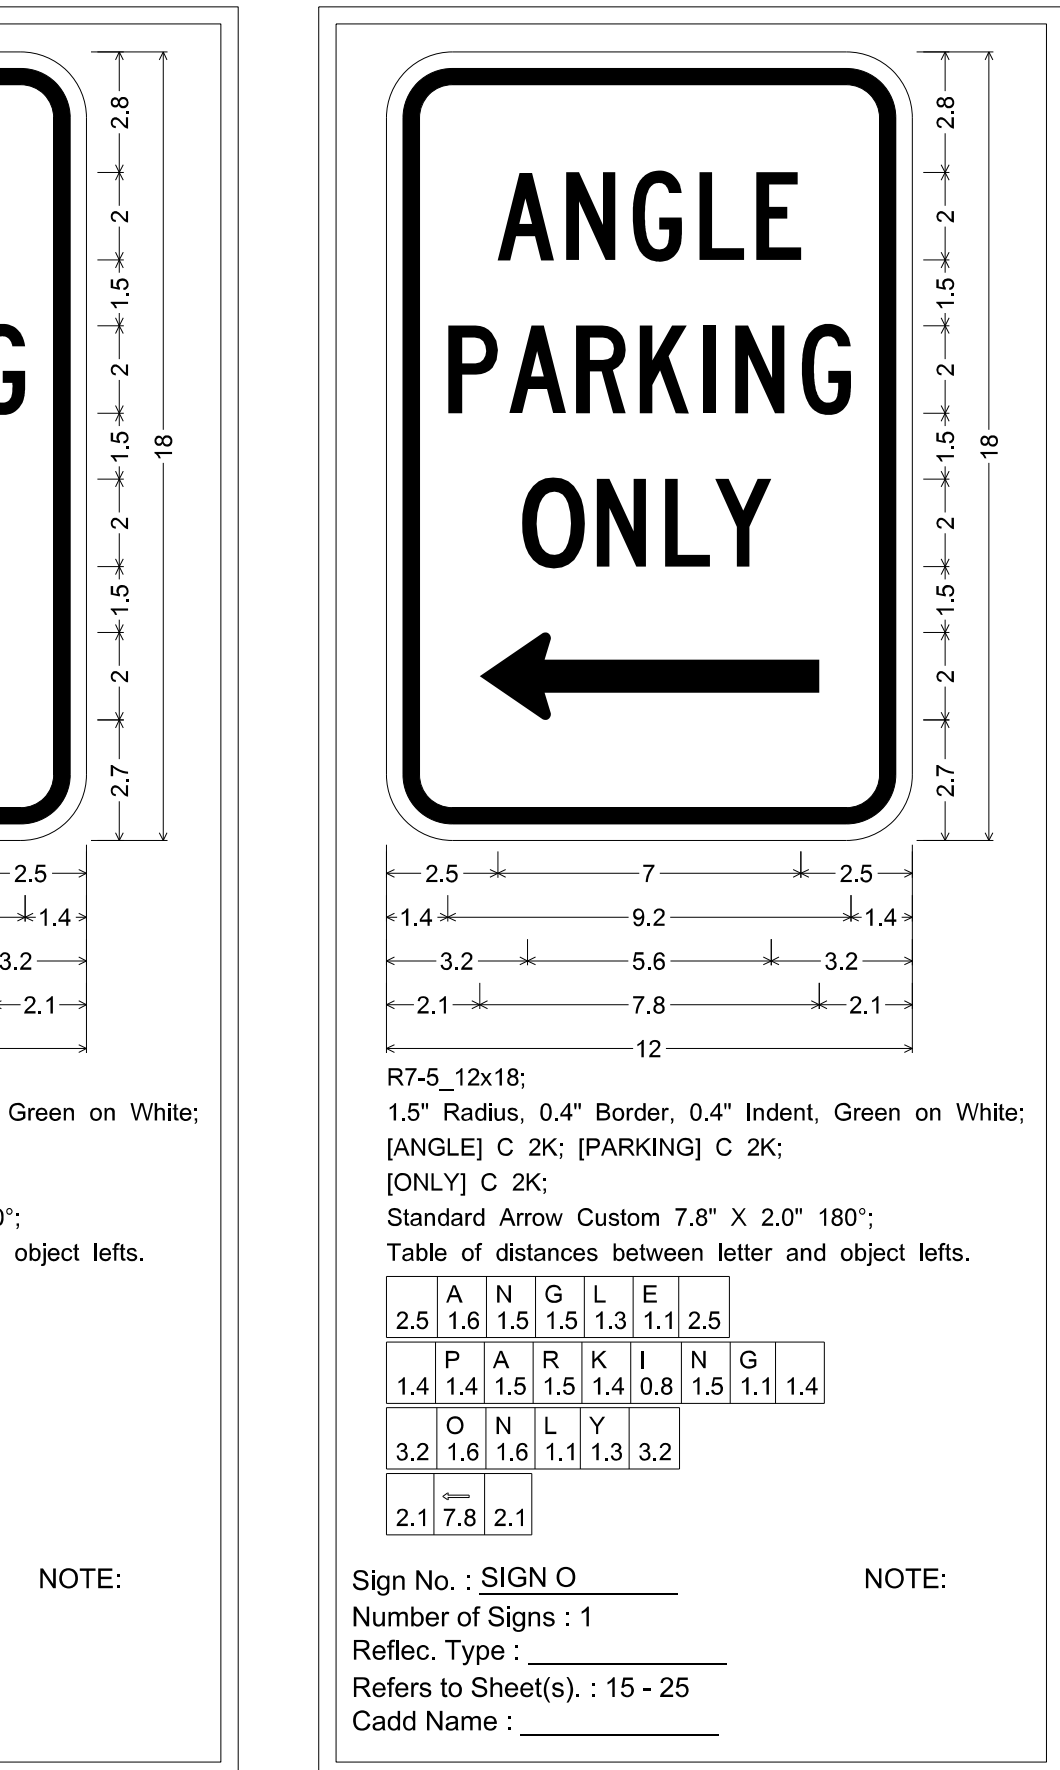 2.8
2
1.5
2
1.5
2
1.5
2
2.7
18
G
2.5
1.4
3.2
2.1
Green on White;
0°;
object lefts.
NOTE:
ANGLE
PARKING
ONLY
2.8
2
1.5
2
1.5
2
1.5
2
2.7
18
2.5 7 2.5
1.4 9.2 1.4
3.2 5.6 3.2
2.1 7.8 2.1
12
R7-5_12x18;
1.5" Radius, 0.4" Border, 0.4" Indent, Green on White;
[ANGLE] C 2K; [PARKING] C 2K;
[ONLY] C 2K;
Standard Arrow Custom 7.8" X 2.0" 180°;
Table of distances between letter and object lefts.
A N G L E
2.5 1.6 1.5 1.5 1.3 1.1 2.5
P A R K I N G
1.4 1.4 1.5 1.5 1.4 0.8 1.5 1.1 1.4
O N L Y
3.2 1.6 1.6 1.1 1.3 3.2
2.1 7.8 2.1
Sign No. : SIGN O
NOTE:
Number of Signs : 1
Reflec. Type :
Refers to Sheet(s). : 15 - 25
Cadd Name :